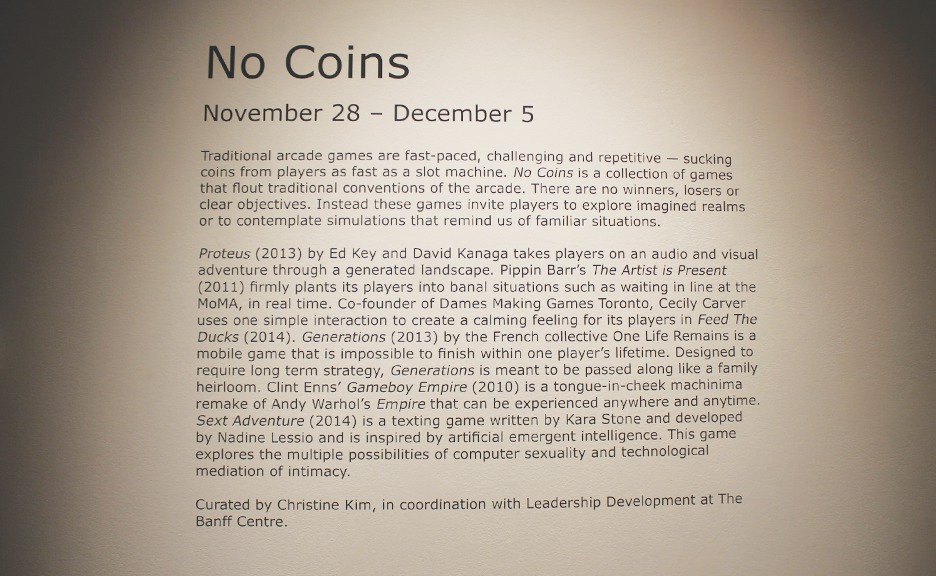 No Coins
November 28 – December 5
Traditional arcade games are fast-paced, challenging and repetitive — sucking
coins from players as fast as a slot machine. No Coins is a collection of games
that flout traditional conventions of the arcade. There are no winners, losers or
clear objectives. Instead these games invite players to explore imagined realms
or to contemplate simulations that remind us of familiar situations.
Proteus (2013) by Ed Key and David Kanaga takes players on an audio and visual
adventure through a generated landscape. Pippin Barr’s The Artist is Present
(2011) firmly plants its players into banal situations such as waiting in line at the
MoMA, in real time. Co-founder of Dames Making Games Toronto, Cecily Carver
uses one simple interaction to create a calming feeling for its players in Feed The
Ducks (2014). Generations (2013) by the French collective One Life Remains is a
mobile game that is impossible to finish within one player’s lifetime. Designed to
require long term strategy, Generations is meant to be passed along like a family
heirloom. Clint Enns’ Gameboy Empire (2010) is a tongue-in-cheek machinima
remake of Andy Warhol’s Empire that can be experienced anywhere and anytime.
Sext Adventure (2014) is a texting game written by Kara Stone and developed
by Nadine Lessio and is inspired by artificial emergent intelligence. This game
explores the multiple possibilities of computer sexuality and technological
mediation of intimacy.
Curated by Christine Kim, in coordination with Leadership Development at The
Banff Centre.